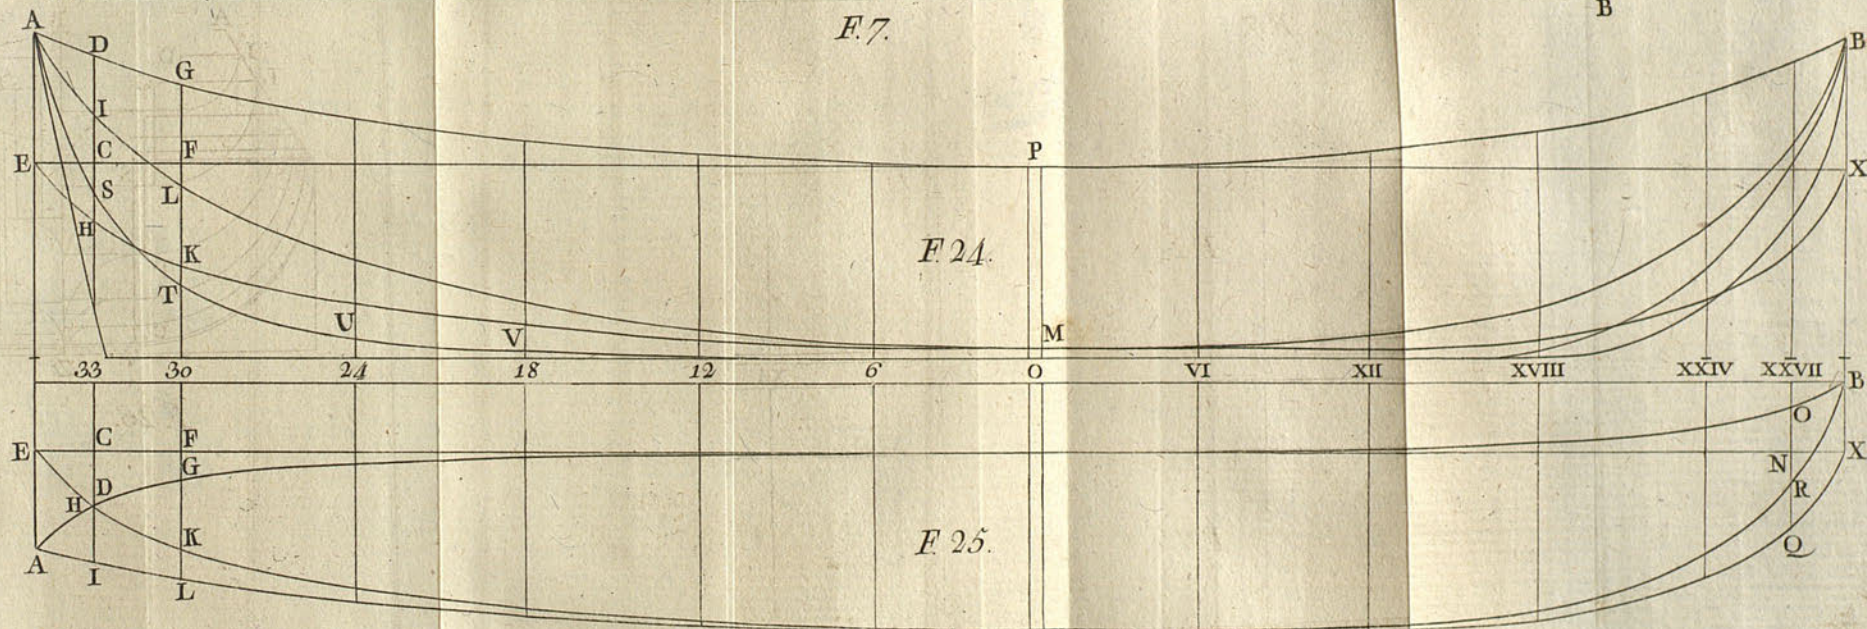 F. 7.
B
A D G B
I
E C F P X
S L
H K F. 24.
T U V M
33 30 24 18 12 6 O VI XII XVIII XXIV XXVII B
O
E C F X
G N
H D R
K F. 25. Q
A I L